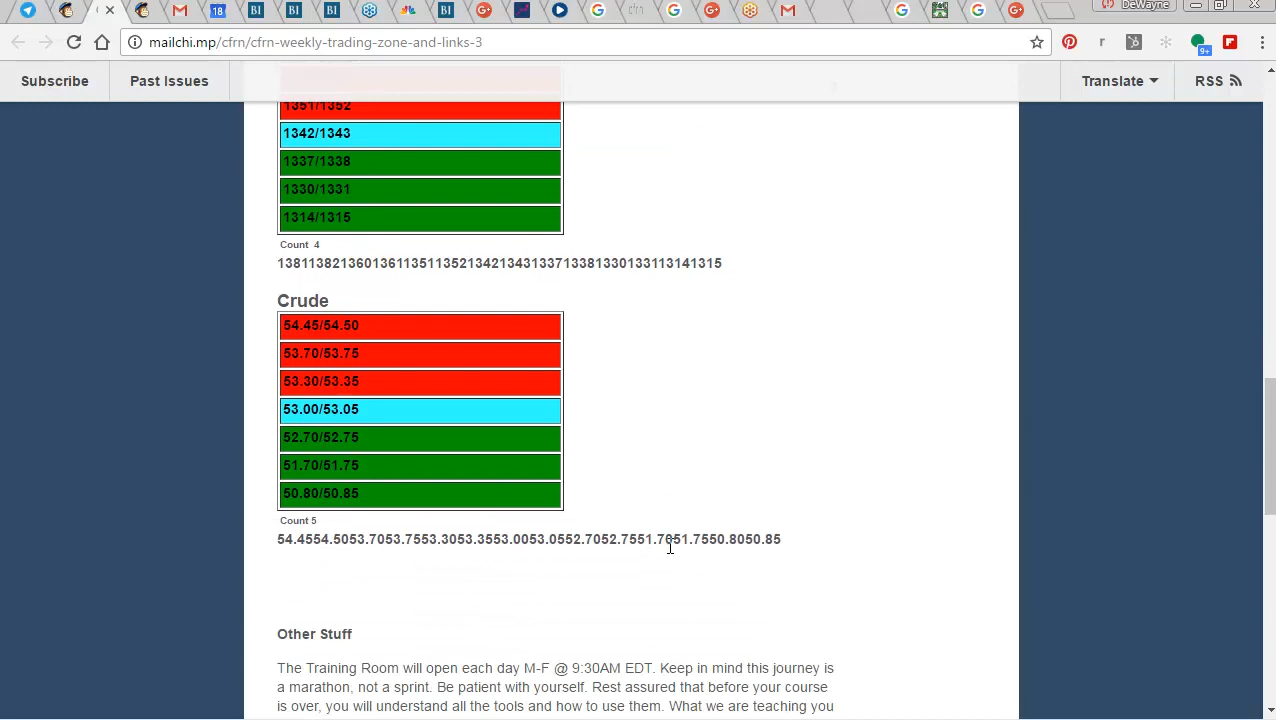 DeWayne
mailchi.mp/cfrn/cfrn-weekly-trading-zone-and-links-3
Subscribe
Past Issues
Translate
RSS
1351/1352
1342/1343
1337/1338
1330/1331
1314/1315
Count 4
1381138213601361135113521342134313371338133013311314​1315
Crude
54.45/54.50
53.70/53.75
53.30/53.35
53.00/53.05
52.70/52.75
51.70/51.75
50.80/50.85
Count 5
54.4554.5053.7053.7553.3053.3553.0053.0552.7052.7551.7051.7550.8050.85
Other Stuff
The Training Room will open each day M-F @ 9:30AM EDT. Keep in mind this journey is
a marathon, not a sprint. Be patient with yourself. Rest assured that before your course
is over, you will understand all the tools and how to use them. What we are teaching you